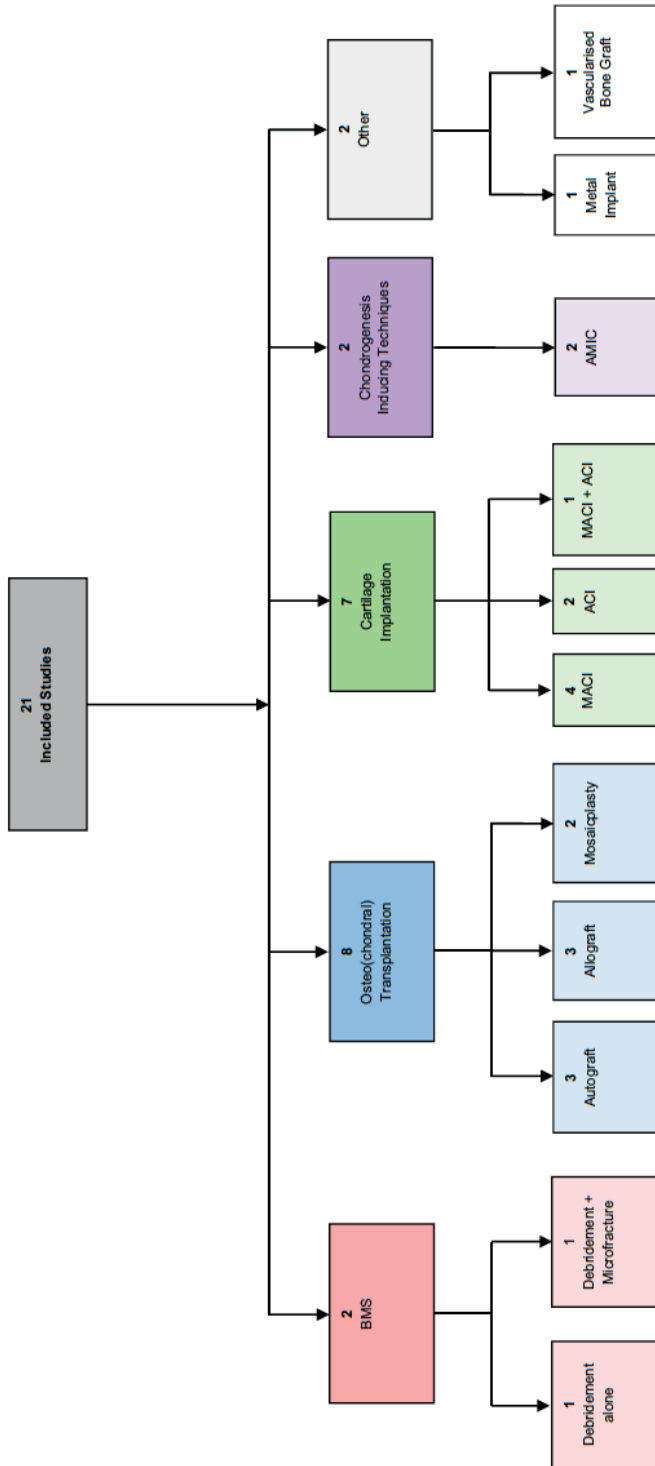 21
Included Studies
2
BMS
8
Osteo(chondral)
Transplantation
7
Cartilage
Implantation
2
Chondrogenesis
Inducing Techniques
2
Other
1
Debridement
alone
1
Debridement +
Microfracture
3
Autograft
3
Allograft
2
Mosaicplasty
4
MACI
2
ACI
1
MACI + ACI
2
AMIC
1
Metal
Implant
1
Vascularised
Bone Graft